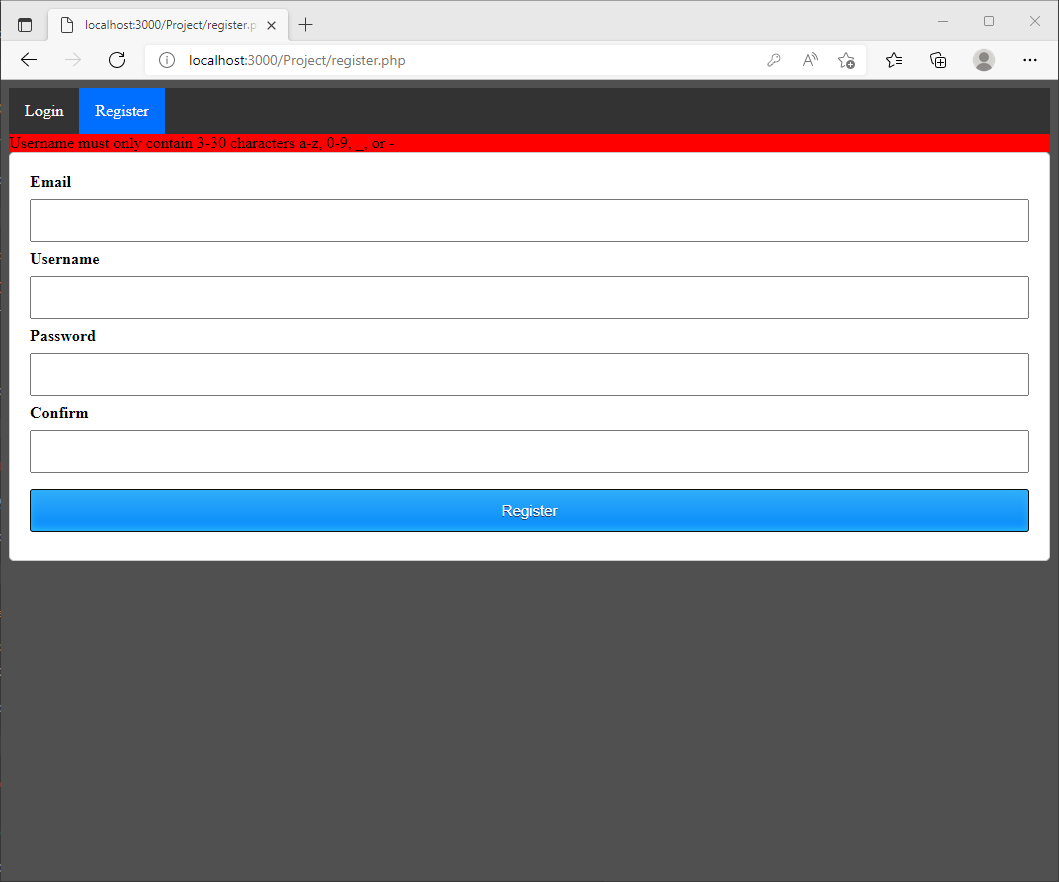 localhost:3000/Project/register.p
localhost:3000/Project/register.php
Login Register
Username must only contain 3-30 characters a-z, 0-9, _, or -
Email
Username
Password
Confirm
Register